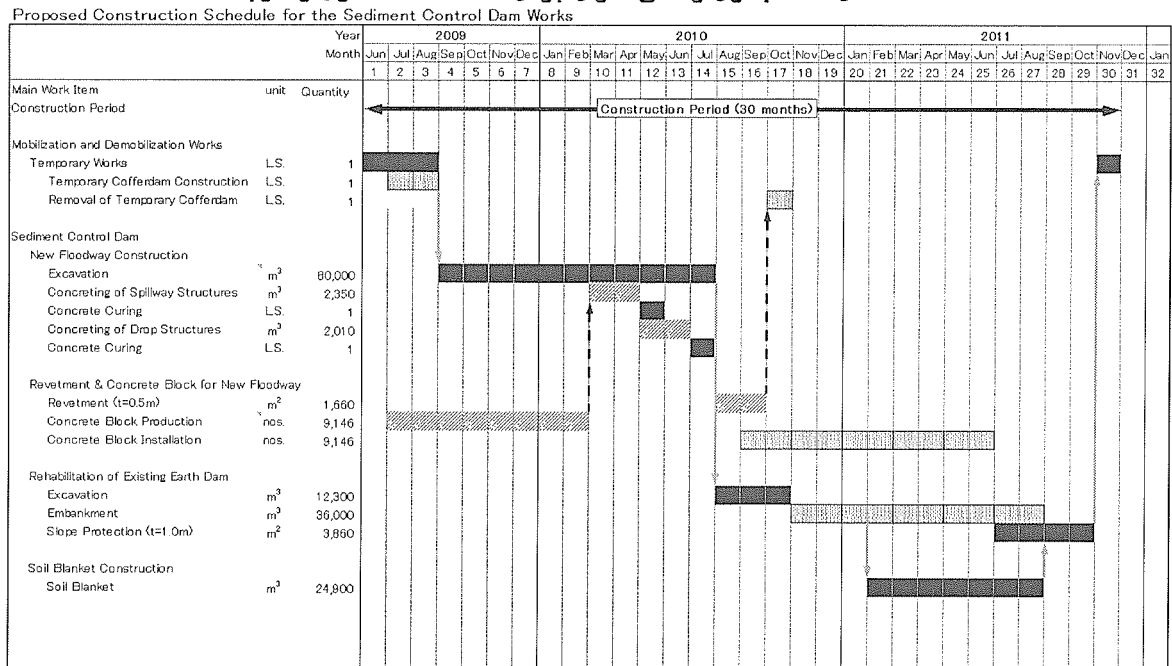 Proposed Construction Schedule for the Sediment Control Dam Works
Year 2009 2010 2011
Month Jun Jul Aug Sep Oct Nov Dec Jan Feb Mar Apr May Jun Jul Aug Sep Oct Nov Dec Jan Feb Mar Apr May Jun Jul Aug Sep Oct Nov Dec Jan
1 2 3 4 5 6 7 8 9 10 11 12 13 14 15 16 17 18 19 20 21 22 23 24 25 26 27 28 29 30 31 32
Main Work Item unit Quantity
Construction Period Construction Period (30 months)
Mobilization and Demobilization Works
Temporary Works L.S. 1
Temporary Cofferdam Construction L.S. 1
Removal of Temporary Cofferdam L.S. 1
Sediment Control Dam
New Floodway Construction
Excavation m³ 80,000
Concreting of Spillway Structures m³ 2,350
Concrete Curing L.S. 1
Concreting of Drop Structures m³ 2,010
Concrete Curing L.S. 1
Revetment & Concrete Block for New Floodway
Revetment (t=0.5m) m² 1,660
Concrete Block Production nos. 9,146
Concrete Block Installation nos. 9,146
Rehabilitation of Existing Earth Dam
Excavation m³ 12,300
Embankment m³ 36,000
Slope Protection (t=1.0m) m² 3,860
Soil Blanket Construction
Soil Blanket m³ 24,900